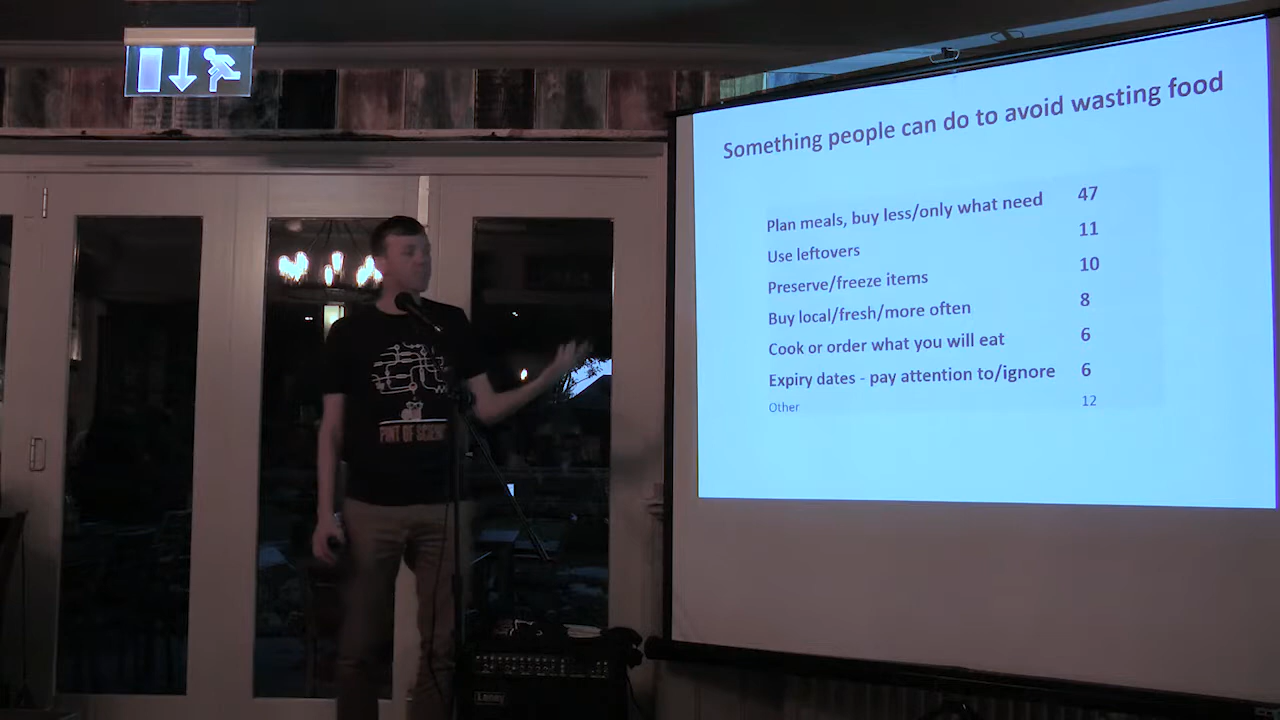 Something people can do to avoid wasting food
Plan meals, buy less/only what need 47
Use leftovers 11
Preserve/freeze items 10
Buy local/fresh/more often 8
Cook or order what you will eat 6
Expiry dates - pay attention to/ignore 6
Other 12
PINT OF SCIEN
Laney